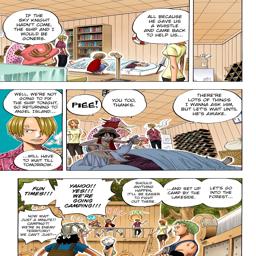 IF
SKY KNIGHT
HADN'T
COME, THE
SHIP AND I
WOULD BE
GONERS.
ALL BECAUSE
HE GAVE US
A WHISTLE
AND CAME
BACK TO
HELP US...
WELL, WE'RE NOT
GOING TO FIX
THE SHIP TONIGHT,
SO RETURNING
TO ANGEL
ISLAND...
...WILL
HAVE TO
WAIT TILL
TOMORROW.
YOU TOO,
THANKS.
THERE'RE
LOTS OF THINGS
I WANNA ASK
HIM, BUT
LET'S WAIT UNTIL
HE'S AWAKE.
FUN
TIMES!!!
NOW WAIT
JUST A MINUTE!
CAMPING?!
WE'RE IN ENEMY
TERRITORY!
WE CAN'T JUST--
YAHOO!!
YES!!!
WE'RE
GOING
CAMPING!!!
SHOULD
ANYTHING
HAPPEN,
IT'LL BE EASIER
TO FIGHT
OUT THERE
...AND SET UP
CAMP BY THE
LAKESIDE.
LET'S GO
INTO THE
FOREST...